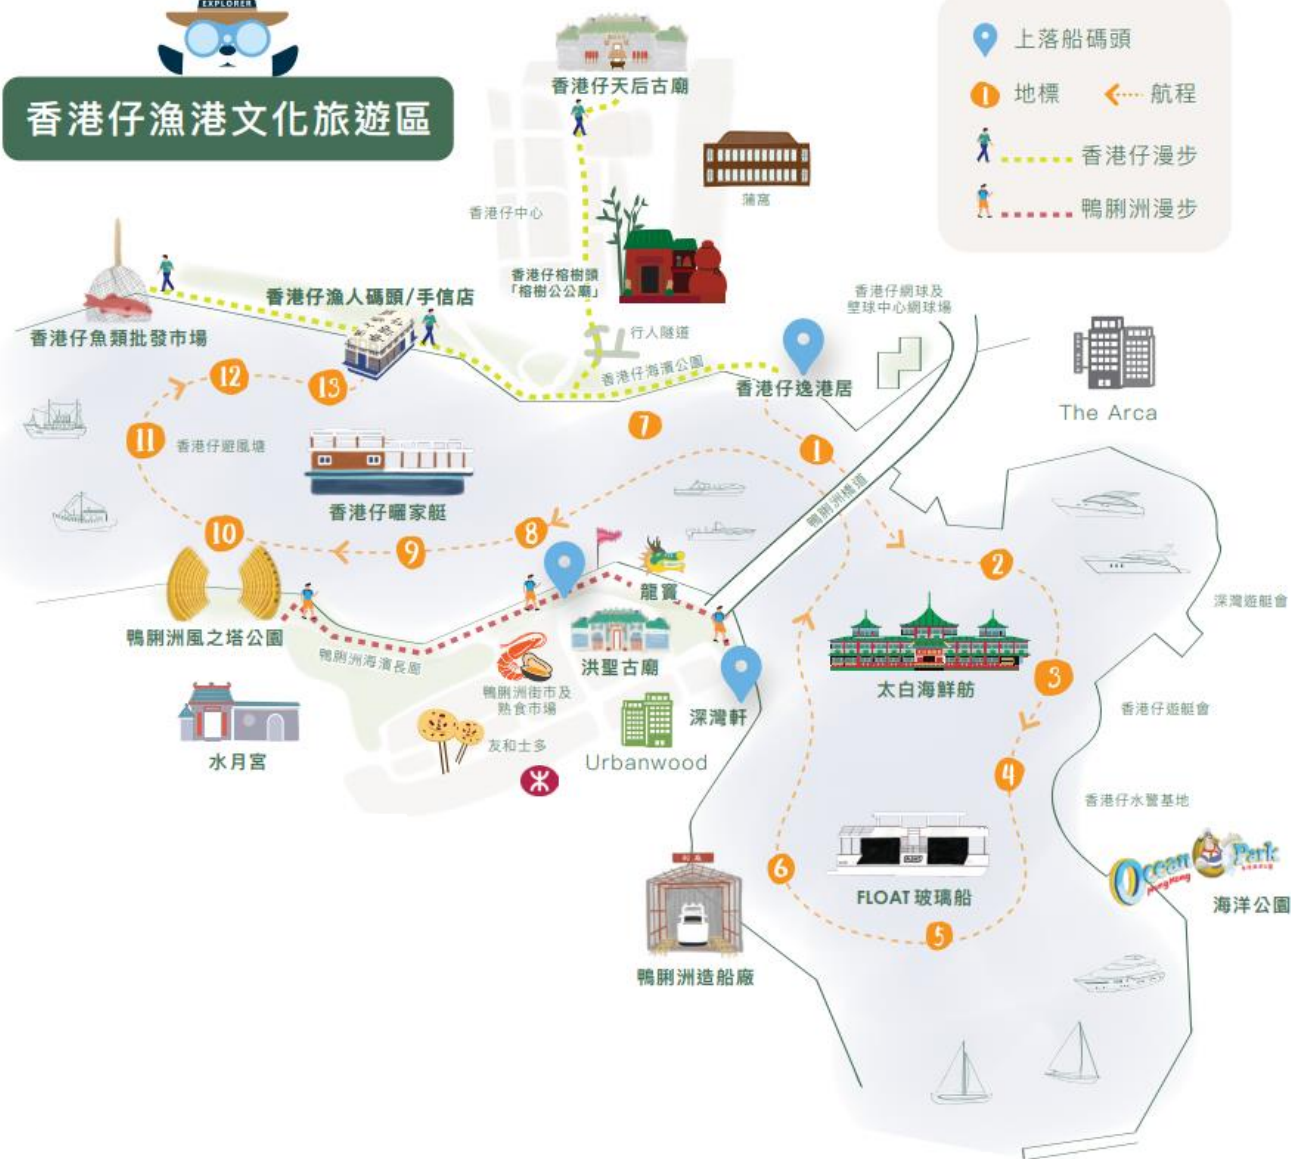 EXPLORER
香港仔漁港文化旅遊區
上落船碼頭
1 地標
航程
香港仔漫步
鴨脷洲漫步
香港仔天后古廟
蒲窩
香港仔中心
香港仔榕樹頭
「榕樹公公廟」
香港仔漁人碼頭/手信店
香港仔魚類批發市場
行人隧道
香港仔海濱公園
香港仔網球及
壁球中心網球場
香港仔逸港居
The Arca
12
13
11
香港仔避風塘
7
1
鴨脷洲橋道
香港仔曬家艇
10
9
8
2
深灣遊艇會
龍寶
鴨脷洲風之塔公園
鴨脷洲海濱長廊
洪聖古廟
太白海鮮舫
3
鴨脷洲街市及
熟食市場
深灣軒
香港仔遊艇會
水月宮
友和士多
Urbanwood
4
香港仔水警基地
6
FLOAT 玻璃船
Ocean Park
Hong Kong
海洋公園
5
鴨脷洲造船廠